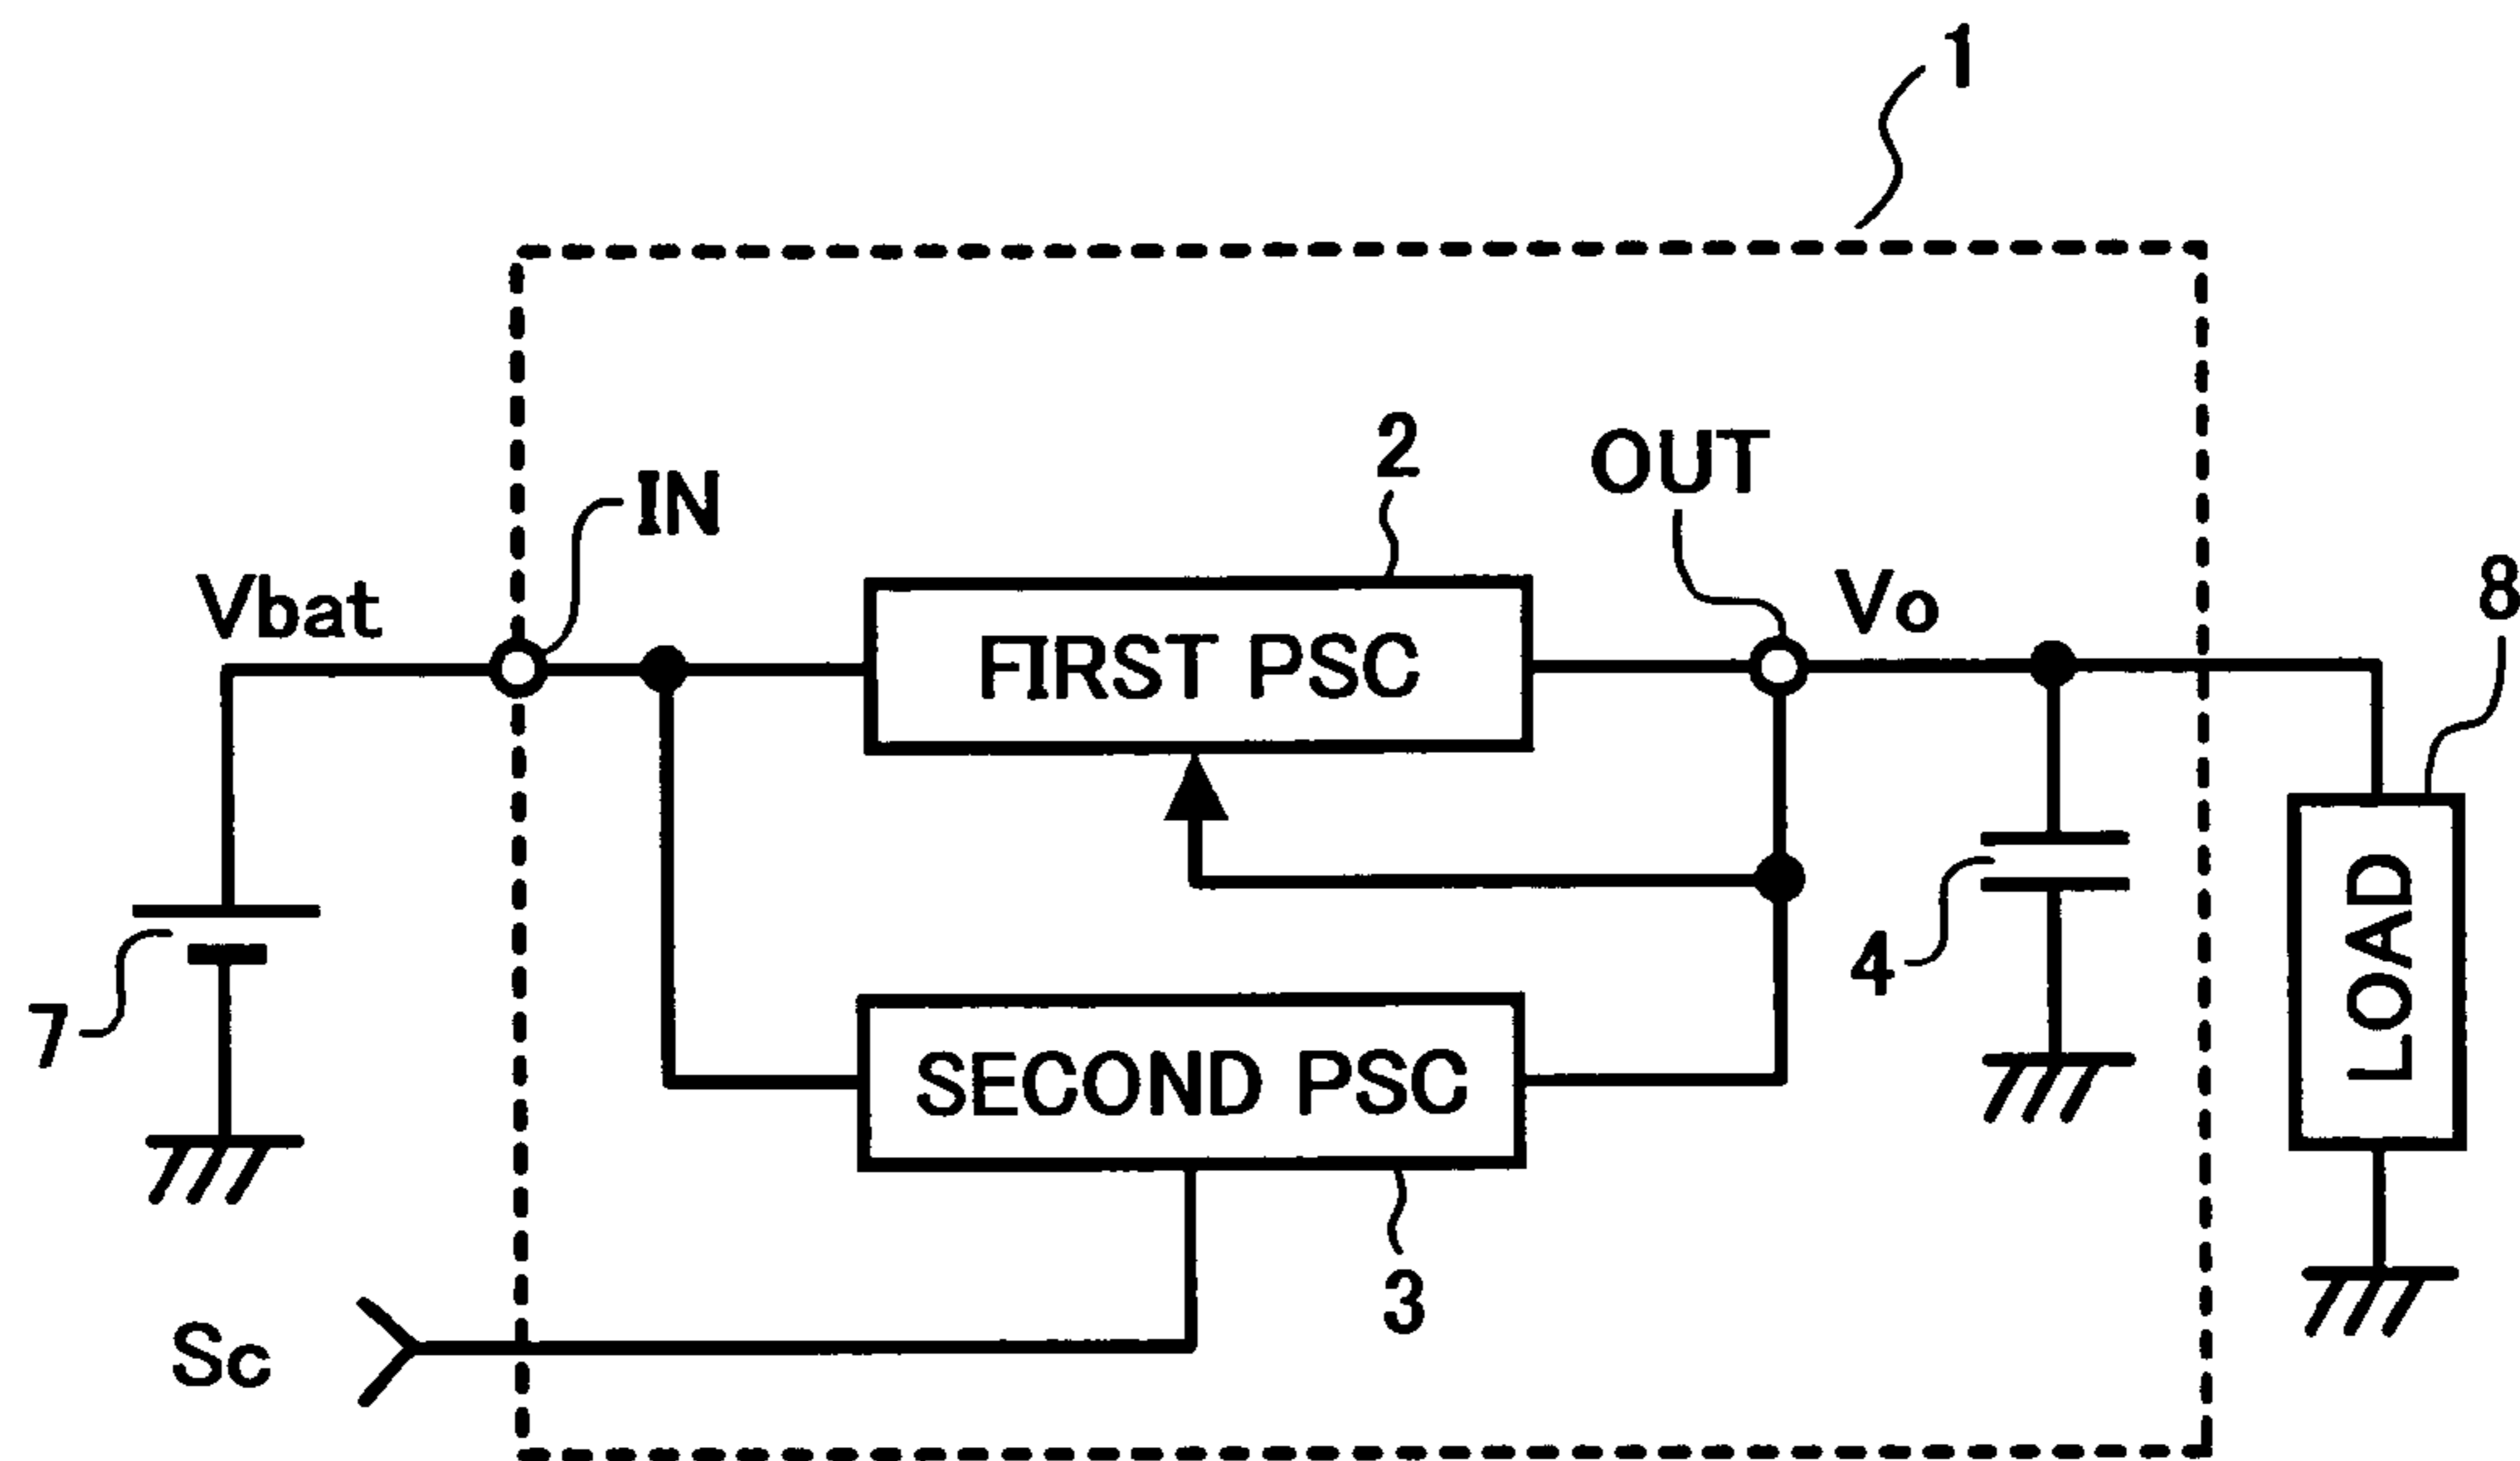 1
2
OUT
IN
8
Vbat
Vo
FIRST PSC
LOAD
4
7
SECOND PSC
3
Sc